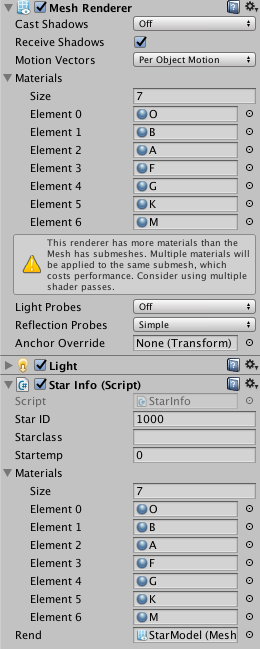 Mesh Renderer
Cast Shadows Off
Receive Shadows
Motion Vectors Per Object Motion
Materials
Size 7
Element 0 O
Element 1 B
Element 2 A
Element 3 F
Element 4 G
Element 5 K
Element 6 M
This renderer has more materials than the
Mesh has submeshes. Multiple materials will
be applied to the same submesh, which
costs performance. Consider using multiple
shader passes.
Light Probes Off
Reflection Probes Simple
Anchor Override None (Transform)
Light
Star Info (Script)
Script StarInfo
Star ID 1000
Starclass
Startemp 0
Materials
Size 7
Element 0 O
Element 1 B
Element 2 A
Element 3 F
Element 4 G
Element 5 K
Element 6 M
Rend StarModel (Mesh